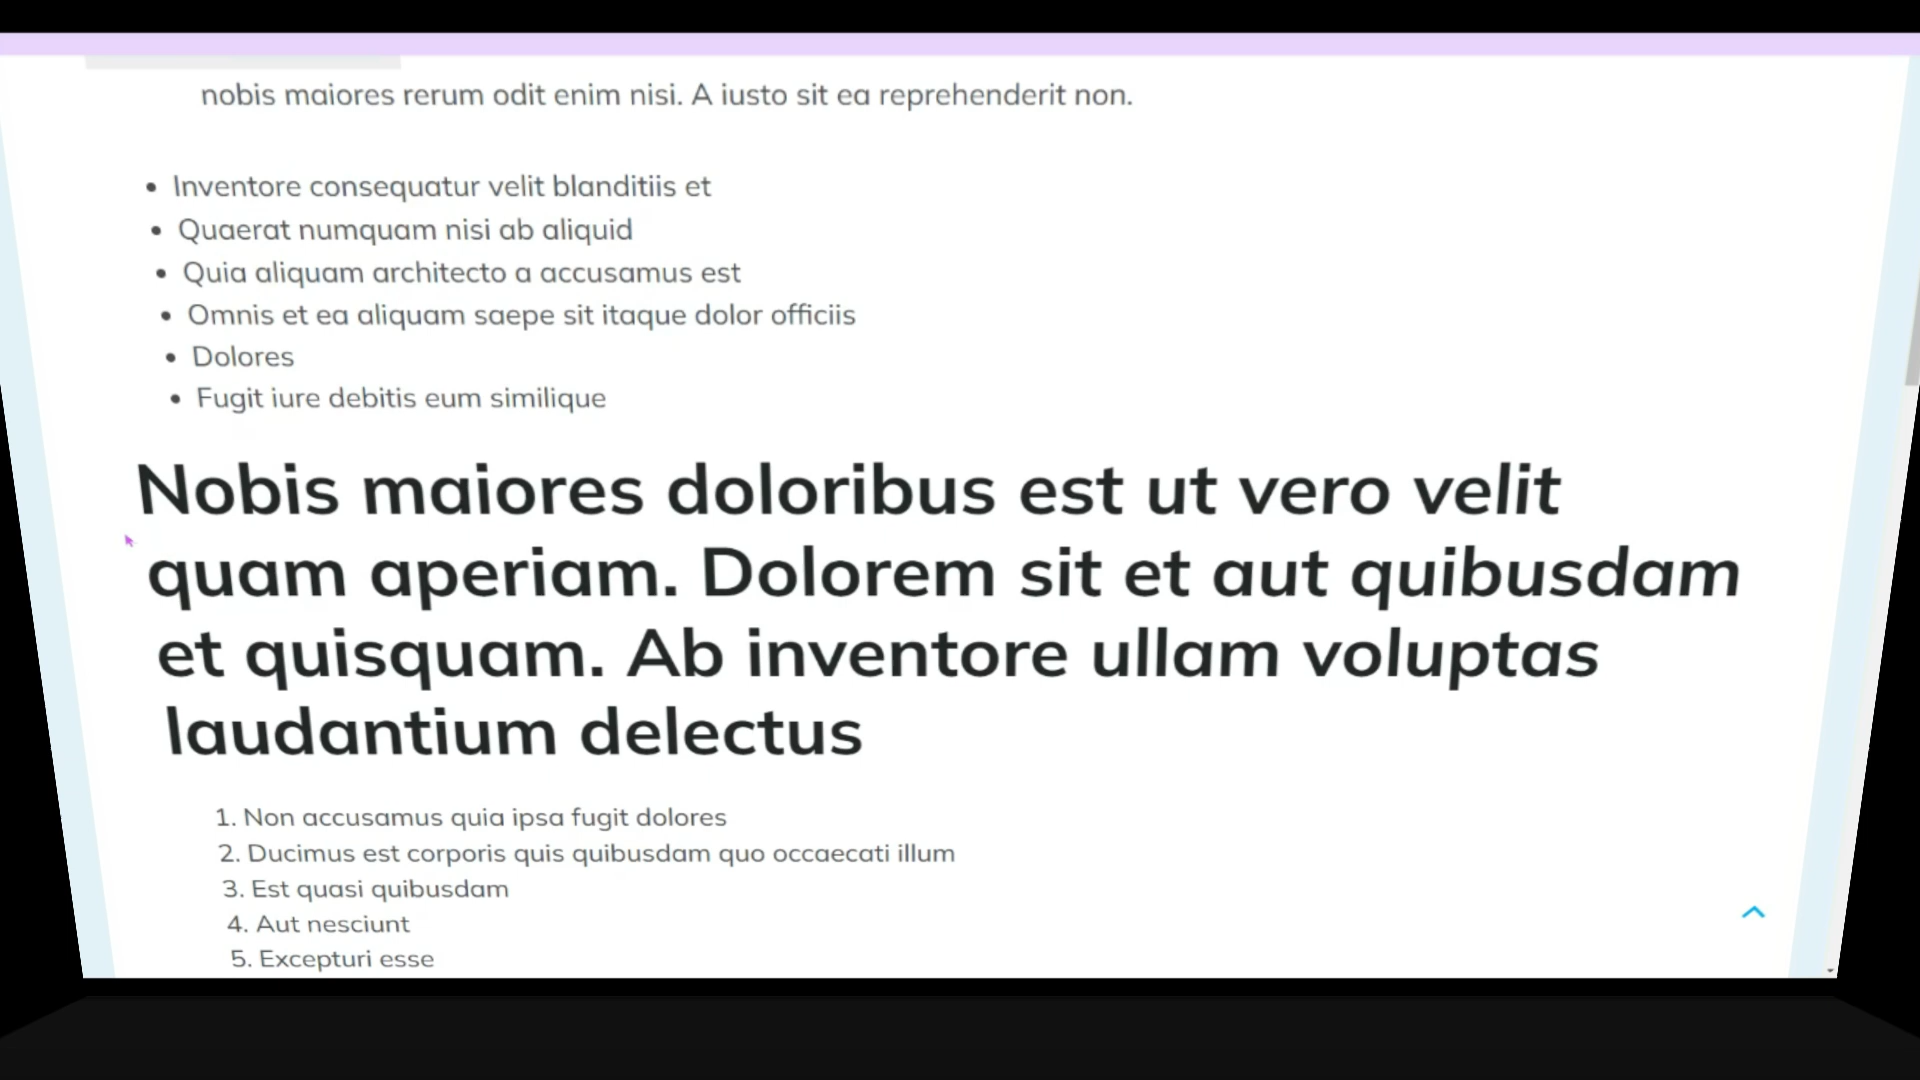 nobis maiores rerum odit enim nisi. A iusto sit ea reprehenderit non.
• Inventore consequatur velit blanditiis et
• Quaerat numquam nisi ab aliquid
• Quia aliquam architecto a accusamus est
• Omnis et ea aliquam saepe sit itaque dolor officiis
• Dolores
• Fugit iure debitis eum similique
Nobis maiores doloribus est ut vero velit
quam aperiam. Dolorem sit et aut quibusdam
et quisquam. Ab inventore ullam voluptas
laudantium delectus
1. Non accusamus quia ipsa fugit dolores
2. Ducimus est corporis quis quibusdam quo occaecati illum
3. Est quasi quibusdam
4. Aut nesciunt
5. Excepturi esse